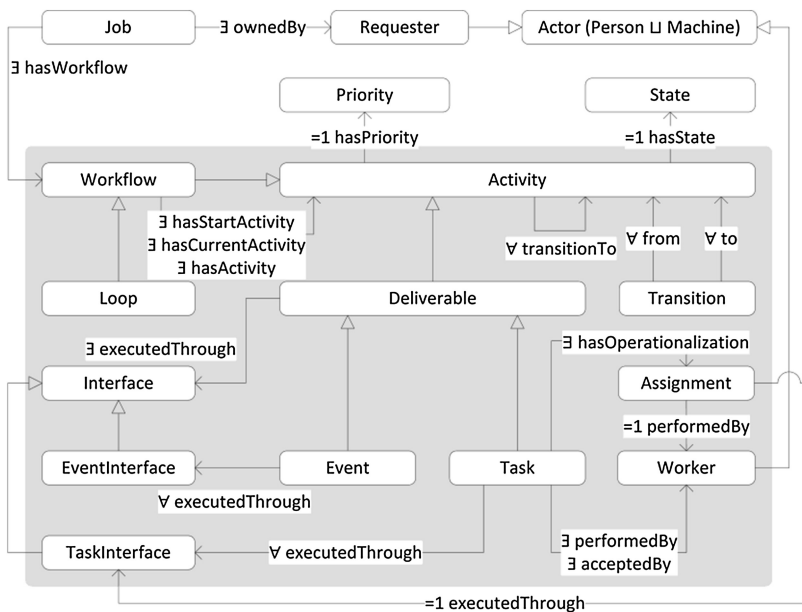 Job
∃ ownedBy
Requester
Actor (Person ⊔ Machine)
∃ hasWorkflow
Priority
State
=1 hasPriority
=1 hasState
Workflow
Activity
∃ hasStartActivity
∃ hasCurrentActivity
∃ hasActivity
∀ transitionTo
∀ from
∀ to
Loop
Deliverable
Transition
∃ executedThrough
∃ hasOperationalization
Interface
Assignment
=1 performedBy
EventInterface
Event
Task
Worker
∀ executedThrough
TaskInterface
∀ executedThrough
∃ performedBy
∃ acceptedBy
=1 executedThrough